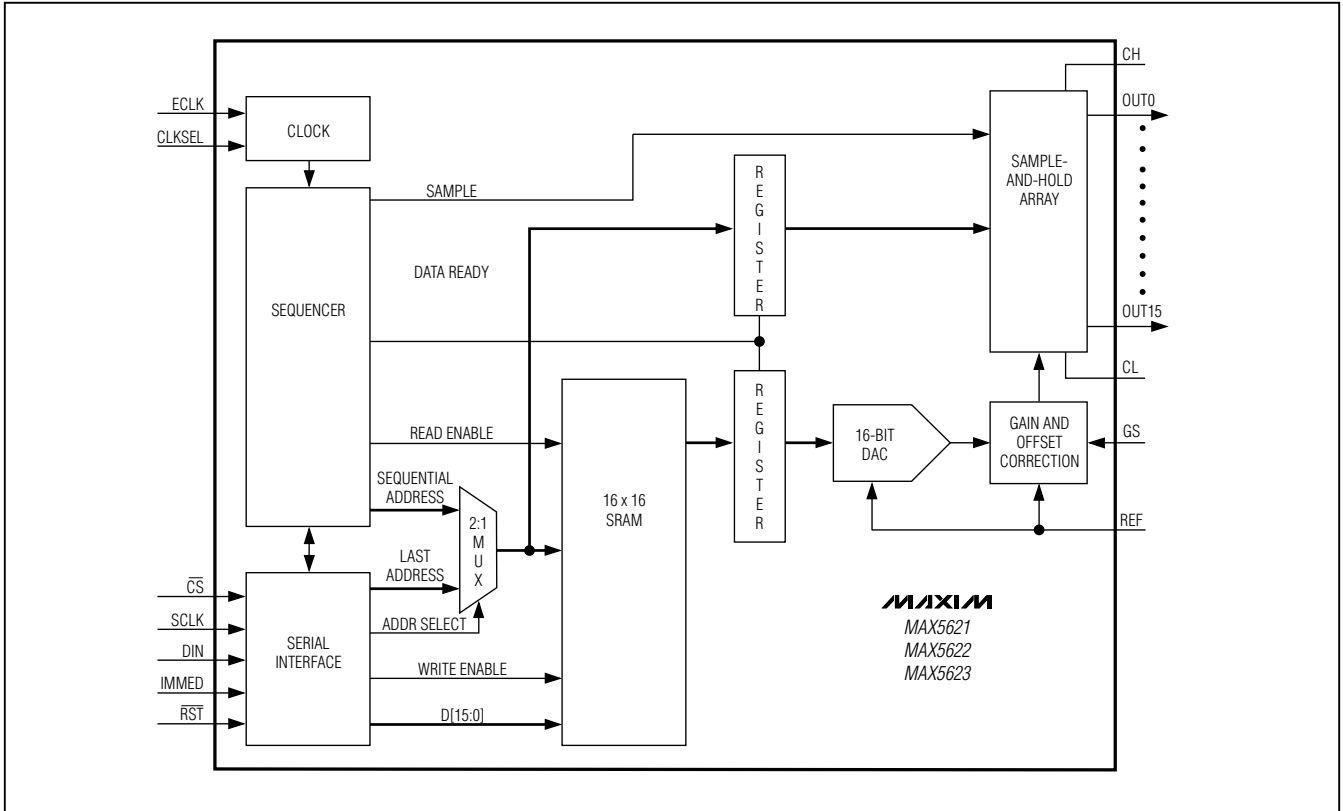 CH
ECLK
OUT0
CLOCK
CLKSEL
SAMPLE-
AND-HOLD
ARRAY
SAMPLE
REGISTER
DATA READY
SEQUENCER
OUT15
CL
REGISTER
READ ENABLE
16-BIT
DAC
GAIN AND
OFFSET
CORRECTION
GS
SEQUENTIAL
ADDRESS
16 x 16
SRAM
2:1
MUX
REF
LAST
ADDRESS
CS
SCLK
ADDR SELECT
MAXIM
MAX5621
MAX5622
MAX5623
SERIAL
INTERFACE
DIN
WRITE ENABLE
IMMED
RST
D[15:0]